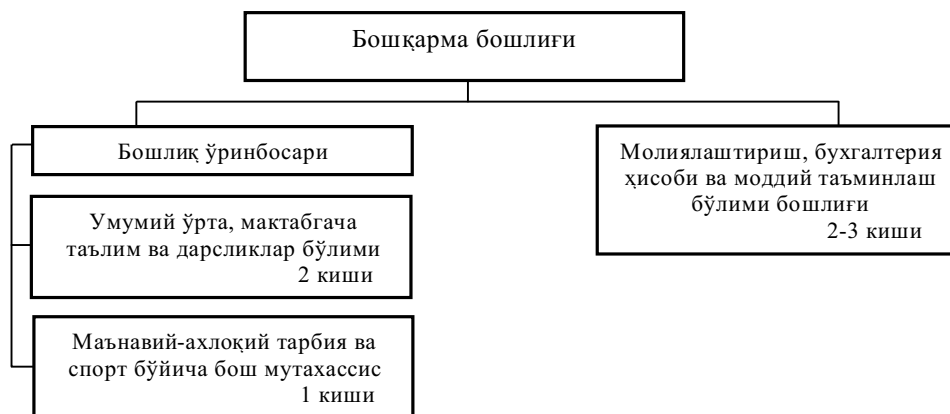 Бошқарма бошлиғи
Бошлиқ ўринбосари
Умумий ўрта, мактабгача
таълим ва дарсликлар бўлими
2 киши
Маънавий-ахлоқий тарбия ва
спорт бўйича бош мутахассис
1 киши
Молиялаштириш, бухгалтерия
ҳисоби ва моддий таъминлаш
бўлими бошлиғи
2-3 киши